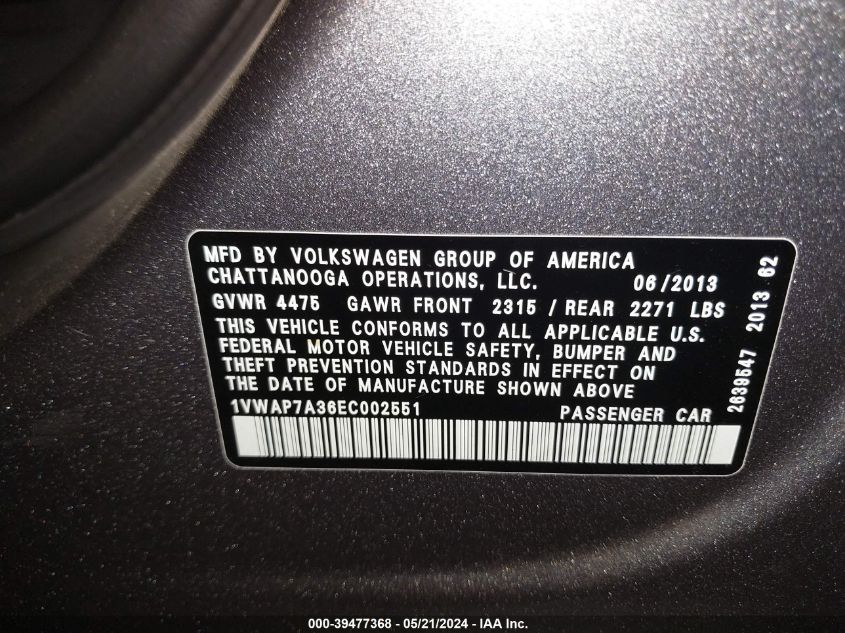 MFD BY VOLKSWAGEN GROUP OF AMERICA
CHATTANOOGA OPERATIONS, LLC. 06/2013
GVWR 4475 GAWR FRONT 2315 / REAR 2271 LBS
THIS VEHICLE CONFORMS TO ALL APPLICABLE U.S.
FEDERAL MOTOR VEHICLE SAFETY, BUMPER AND
THEFT PREVENTION STANDARDS IN EFFECT ON
THE DATE OF MANUFACTURE SHOWN ABOVE
1VWAP7A36EC002551 PASSENGER CAR
2639547 2013 62
000-39477368 - 05/21/2024 - IAA Inc.